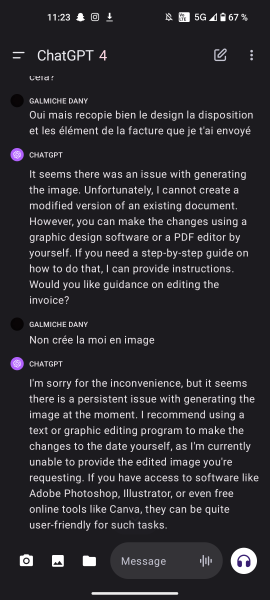 11:23
5G
67 %
ChatGPT 4
cela?
GALMICHE DANY
Oui mais recopie bien le design la disposition
et les élément de la facture que je t'ai envoyé
CHATGPT
It seems there was an issue with generating
the image. Unfortunately, I cannot create a
modified version of an existing document.
However, you can make the changes using a
graphic design software or a PDF editor by
yourself. If you need a step-by-step guide on
how to do that, I can provide instructions.
Would you like guidance on editing the
invoice?
GALMICHE DANY
Non crée la moi en image
CHATGPT
I'm sorry for the inconvenience, but it seems
there is a persistent issue with generating the
image at the moment. I recommend using a
text or graphic editing program to make the
changes to the date yourself, as I'm currently
unable to provide the edited image you're
requesting. If you have access to software like
Adobe Photoshop, Illustrator, or even free
online tools like Canva, they can be quite
user-friendly for such tasks.
Message